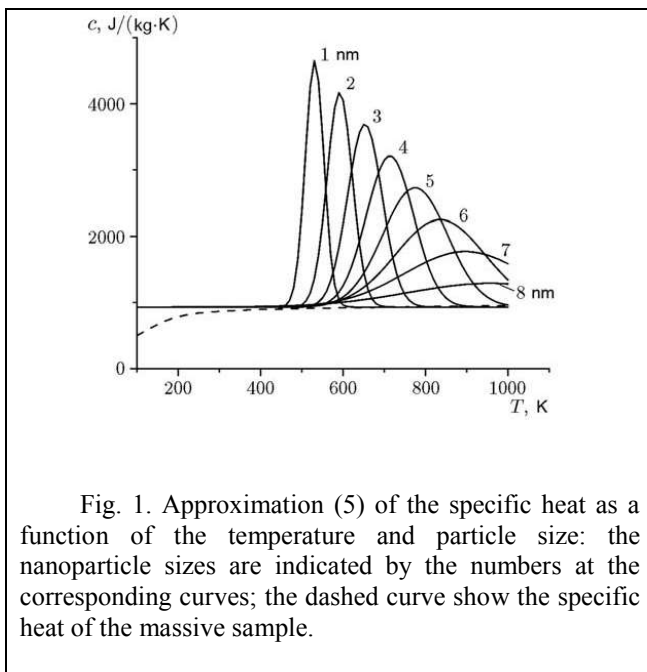 c, J/(kg·K)
1 nm
2
3
4
5
6
7
8 nm
4000
2000
0
200
400
600
800
1000
T, K
Fig. 1. Approximation (5) of the specific heat as a
function of the temperature and particle size: the
nanoparticle sizes are indicated by the numbers at the
corresponding curves; the dashed curve show the specific
heat of the massive sample.